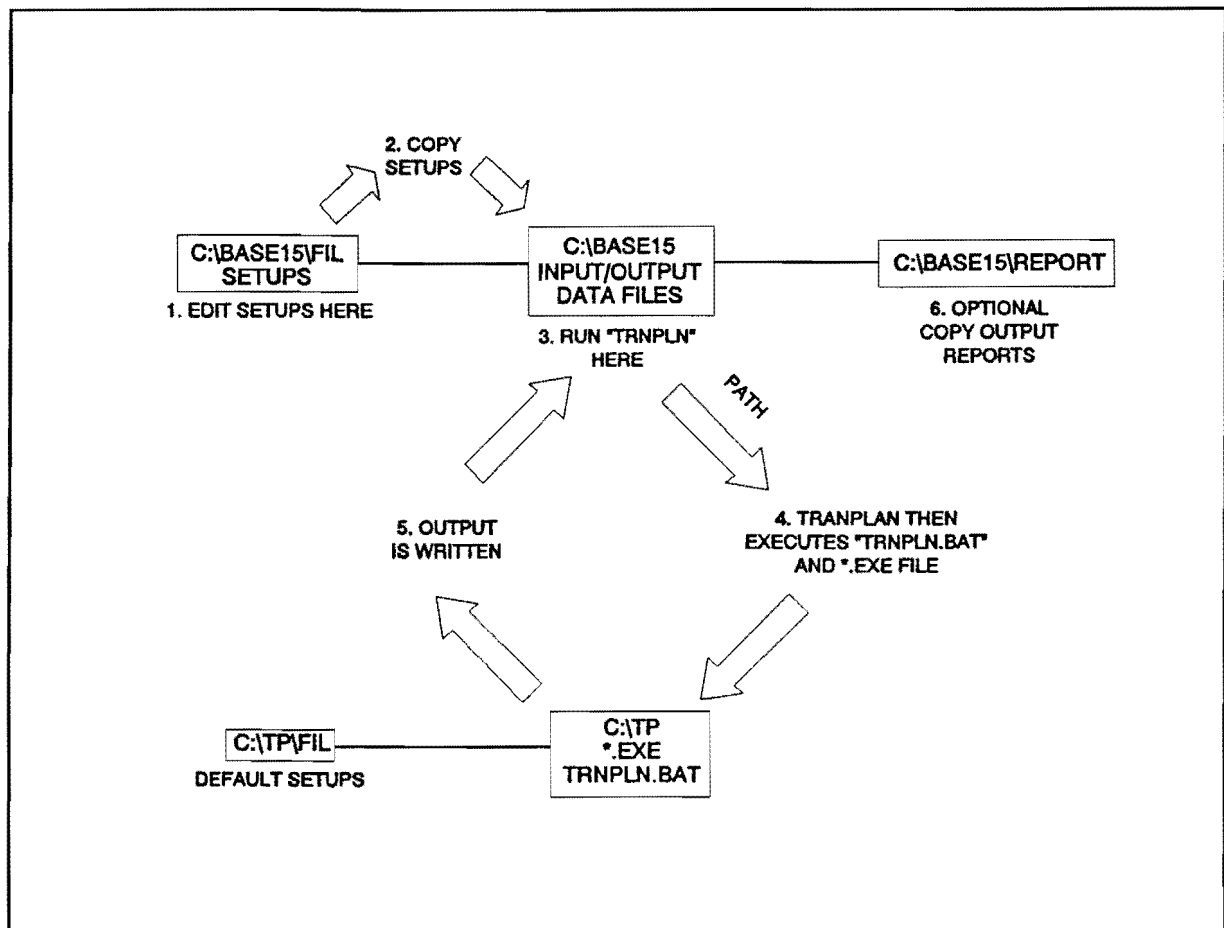 2. COPY
SETUPS
C:\BASE15\FIL
SETUPS
1. EDIT SETUPS HERE
C:\BASE15
INPUT/OUTPUT
DATA FILES
3. RUN "TRNPLN"
HERE
C:\BASE15\REPORT
6. OPTIONAL
COPY OUTPUT
REPORTS
PATH
4. TRANPLAN THEN
EXECUTES "TRNPLN.BAT"
AND *.EXE FILE
5. OUTPUT
IS WRITTEN
C:\TP\FIL
DEFAULT SETUPS
C:\TP
*.EXE
TRNPLN.BAT